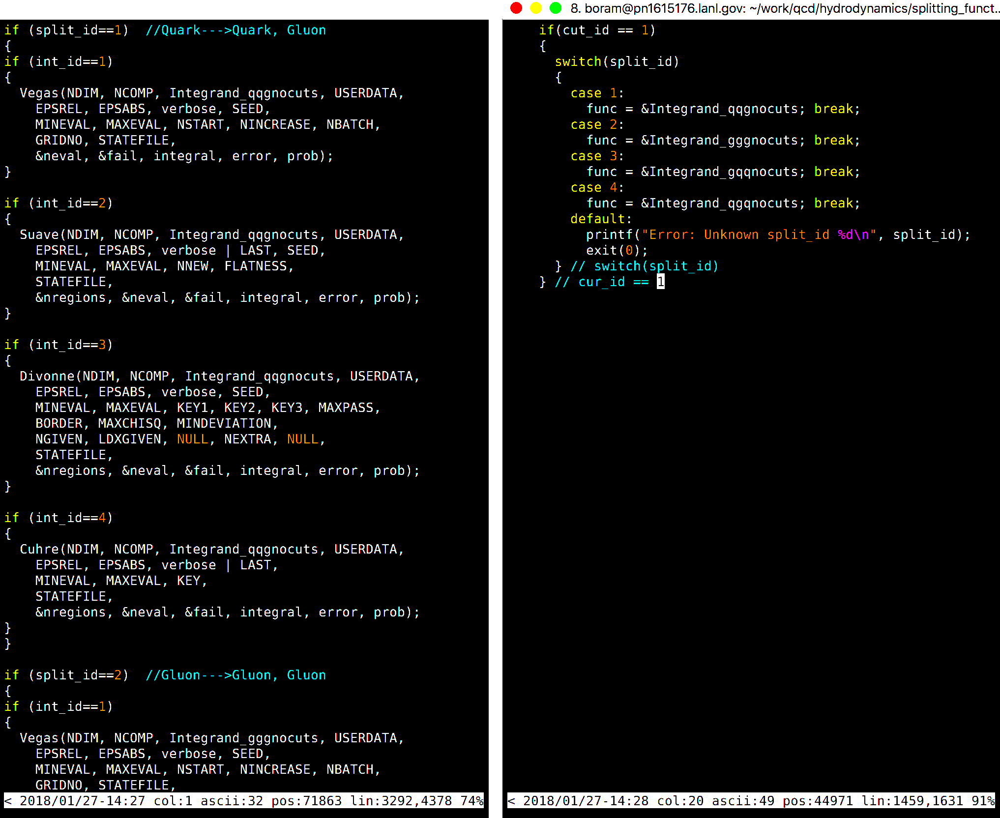 if (split_id==1)  //Quark--->Quark, Gluon
{
if (int_id==1)
{
  Vegas(NDIM, NCOMP, Integrand_qqgnocuts, USERDATA,
    EPSREL, EPSABS, verbose, SEED,
    MINEVAL, MAXEVAL, NSTART, NINCREASE, NBATCH,
    GRIDNO, STATEFILE,
    &neval, &fail, integral, error, prob);
}
if (int_id==2)
{
  Suave(NDIM, NCOMP, Integrand_qqgnocuts, USERDATA,
    EPSREL, EPSABS, verbose | LAST, SEED,
    MINEVAL, MAXEVAL, NNEW, FLATNESS,
    STATEFILE,
    &nregions, &neval, &fail, integral, error, prob);
}
if (int_id==3)
{
  Divonne(NDIM, NCOMP, Integrand_qqgnocuts, USERDATA,
    EPSREL, EPSABS, verbose, SEED,
    MINEVAL, MAXEVAL, KEY1, KEY2, KEY3, MAXPASS,
    BORDER, MAXCHISQ, MINDEVIATION,
    NGIVEN, LDXGIVEN, NULL, NEXTRA, NULL,
    STATEFILE,
    &nregions, &neval, &fail, integral, error, prob);
}
if (int_id==4)
{
  Cuhre(NDIM, NCOMP, Integrand_qqgnocuts, USERDATA,
    EPSREL, EPSABS, verbose | LAST,
    MINEVAL, MAXEVAL, KEY,
    STATEFILE,
    &nregions, &neval, &fail, integral, error, prob);
}
}
if (split_id==2)  //Gluon--->Gluon, Gluon
{
if (int_id==1)
{
  Vegas(NDIM, NCOMP, Integrand_gggnocuts, USERDATA,
    EPSREL, EPSABS, verbose, SEED,
    MINEVAL, MAXEVAL, NSTART, NINCREASE, NBATCH,
    GRIDNO, STATEFILE,
< 2018/01/27-14:27 col:1 ascii:32 pos:71863 lin:3292,4378 74%
8. boram@pn1615176.lanl.gov: ~/work/qcd/hydrodynamics/splitting_funct...
if(cut_id == 1)
{
  switch(split_id)
  {
    case 1:
      func = &Integrand_qqgnocuts; break;
    case 2:
      func = &Integrand_gggnocuts; break;
    case 3:
      func = &Integrand_gqqnocuts; break;
    case 4:
      func = &Integrand_qgqnocuts; break;
    default:
      printf("Error: Unknown split_id %d\n", split_id);
      exit(0);
  } // switch(split_id)
} // cur_id == 1
< 2018/01/27-14:28 col:20 ascii:49 pos:44971 lin:1459,1631 91%